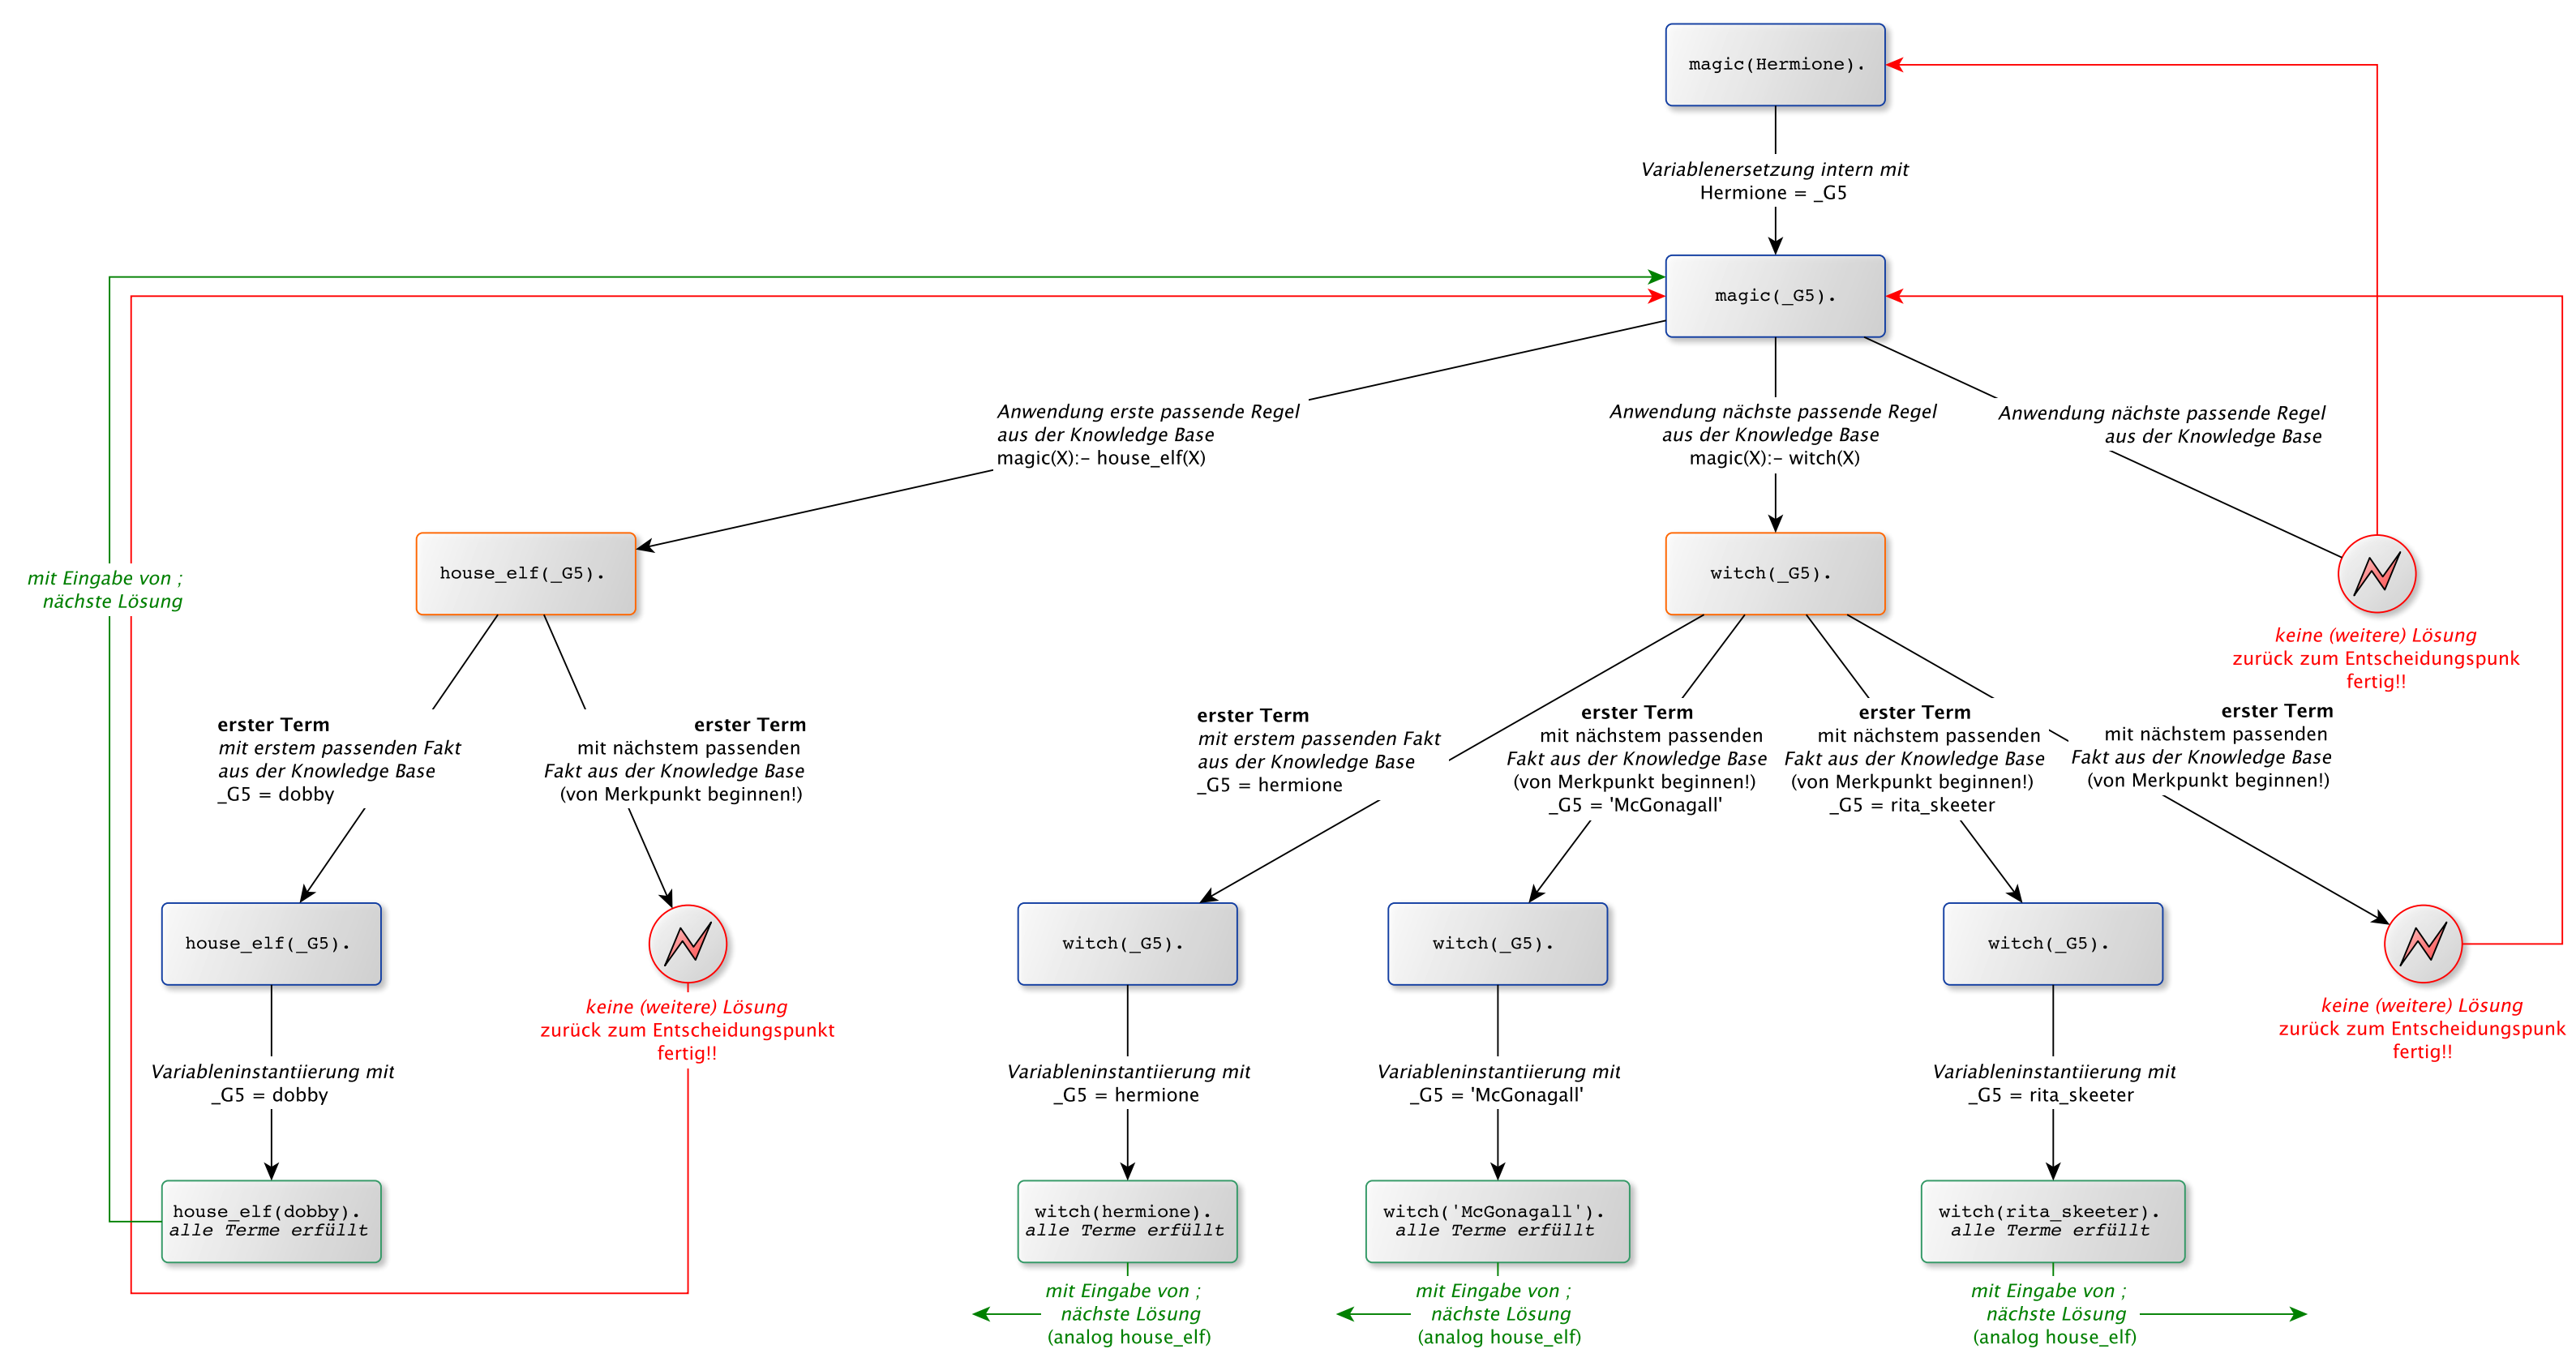 magic(Hermione).
Variablenersetzung intern mit
Hermione = _G5
magic(_G5).
Anwendung erste passende Regel
aus der Knowledge Base
magic(X):- house_elf(X)
Anwendung nächste passende Regel
aus der Knowledge Base
magic(X):- witch(X)
Anwendung nächste passende Regel
aus der Knowledge Base
mit Eingabe von ;
nächste Lösung
house_elf(_G5).
witch(_G5).
keine (weitere) Lösung
zurück zum Entscheidungspunk
fertig!!
erster Term
mit erstem passenden Fakt
aus der Knowledge Base
_G5 = dobby
erster Term
mit nächstem passenden
Fakt aus der Knowledge Base
(von Merkpunkt beginnen!)
erster Term
mit erstem passenden Fakt
aus der Knowledge Base
_G5 = hermione
erster Term
mit nächstem passenden
Fakt aus der Knowledge Base
(von Merkpunkt beginnen!)
_G5 = 'McGonagall'
erster Term
mit nächstem passenden
Fakt aus der Knowledge Base
(von Merkpunkt beginnen!)
_G5 = rita_skeeter
erster Term
mit nächstem passenden
Fakt aus der Knowledge Base
(von Merkpunkt beginnen!)
house_elf(_G5).
witch(_G5).
witch(_G5).
witch(_G5).
keine (weitere) Lösung
zurück zum Entscheidungspunkt
fertig!!
keine (weitere) Lösung
zurück zum Entscheidungspunk
fertig!!
Variableninstantiierung mit
_G5 = dobby
Variableninstantiierung mit
_G5 = hermione
Variableninstantiierung mit
_G5 = 'McGonagall'
Variableninstantiierung mit
_G5 = rita_skeeter
house_elf(dobby).
alle Terme erfüllt
witch(hermione).
alle Terme erfüllt
witch('McGonagall').
alle Terme erfüllt
witch(rita_skeeter).
alle Terme erfüllt
mit Eingabe von ;
nächste Lösung
(analog house_elf)
mit Eingabe von ;
nächste Lösung
(analog house_elf)
mit Eingabe von ;
nächste Lösung
(analog house_elf)